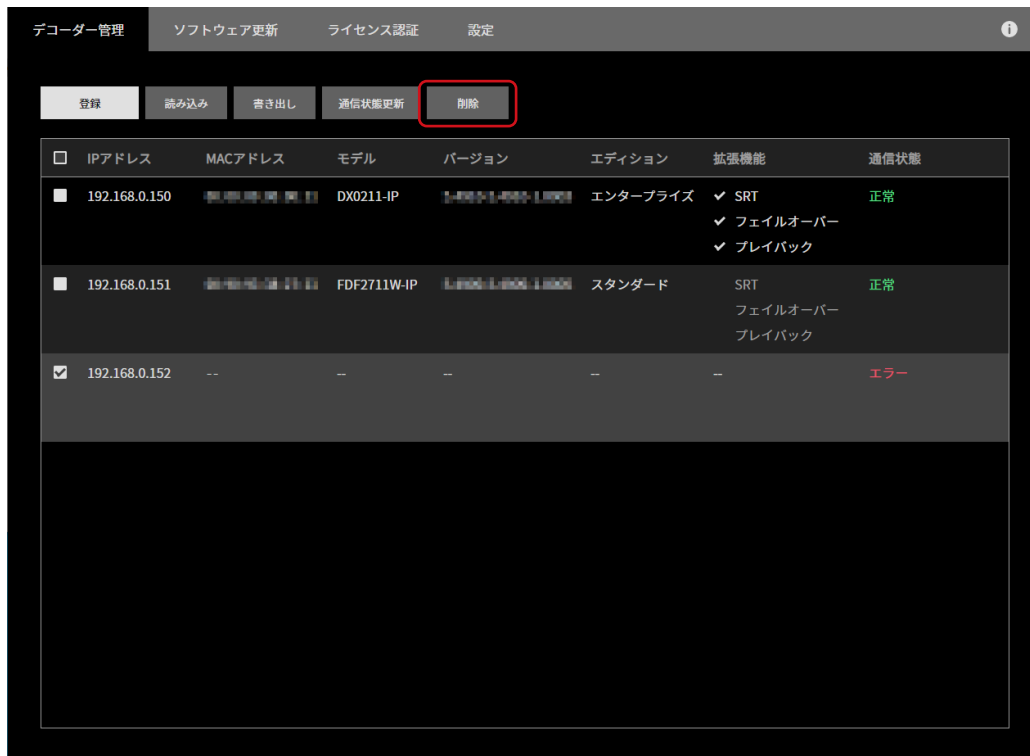 デコーダー管理 ソフトウェア更新 ライセンス認証 設定
登録 読み込み 書き出し 通信状態更新 削除
IPアドレス MACアドレス モデル バージョン エディション 拡張機能 通信状態
192.168.0.150 DX0211-IP エンタープライズ SRT 正常
フェイルオーバー
プレイバック
192.168.0.151 FDF2711W-IP スタンダード SRT 正常
フェイルオーバー
プレイバック
192.168.0.152 -- -- -- -- -- エラー